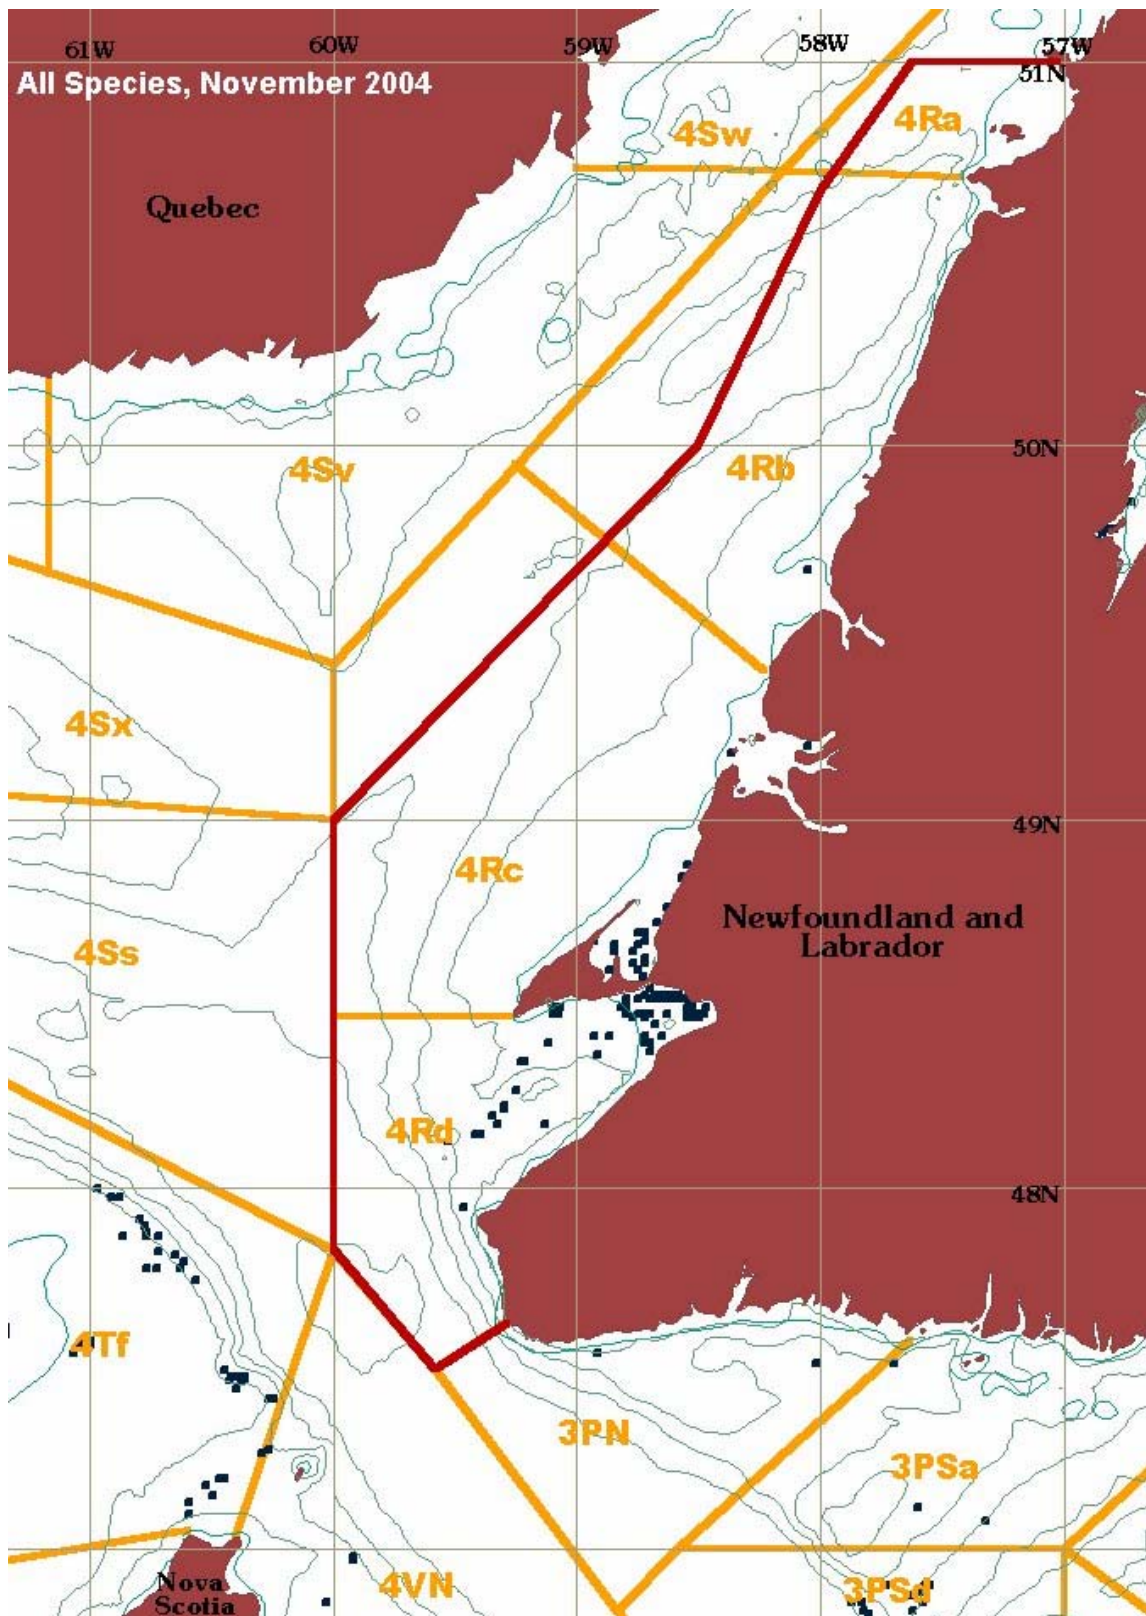 61W
60W
59W
58W
57W
51N
All Species, November 2004
4Ra
4Sw
Quebec
50N
4Sv
4Rb
4Sx
49N
4Rc
Newfoundland and
Labrador
4Ss
4Rd
48N
4Tf
3PN
3PSa
4VN
3PSd
Nova
Scotia